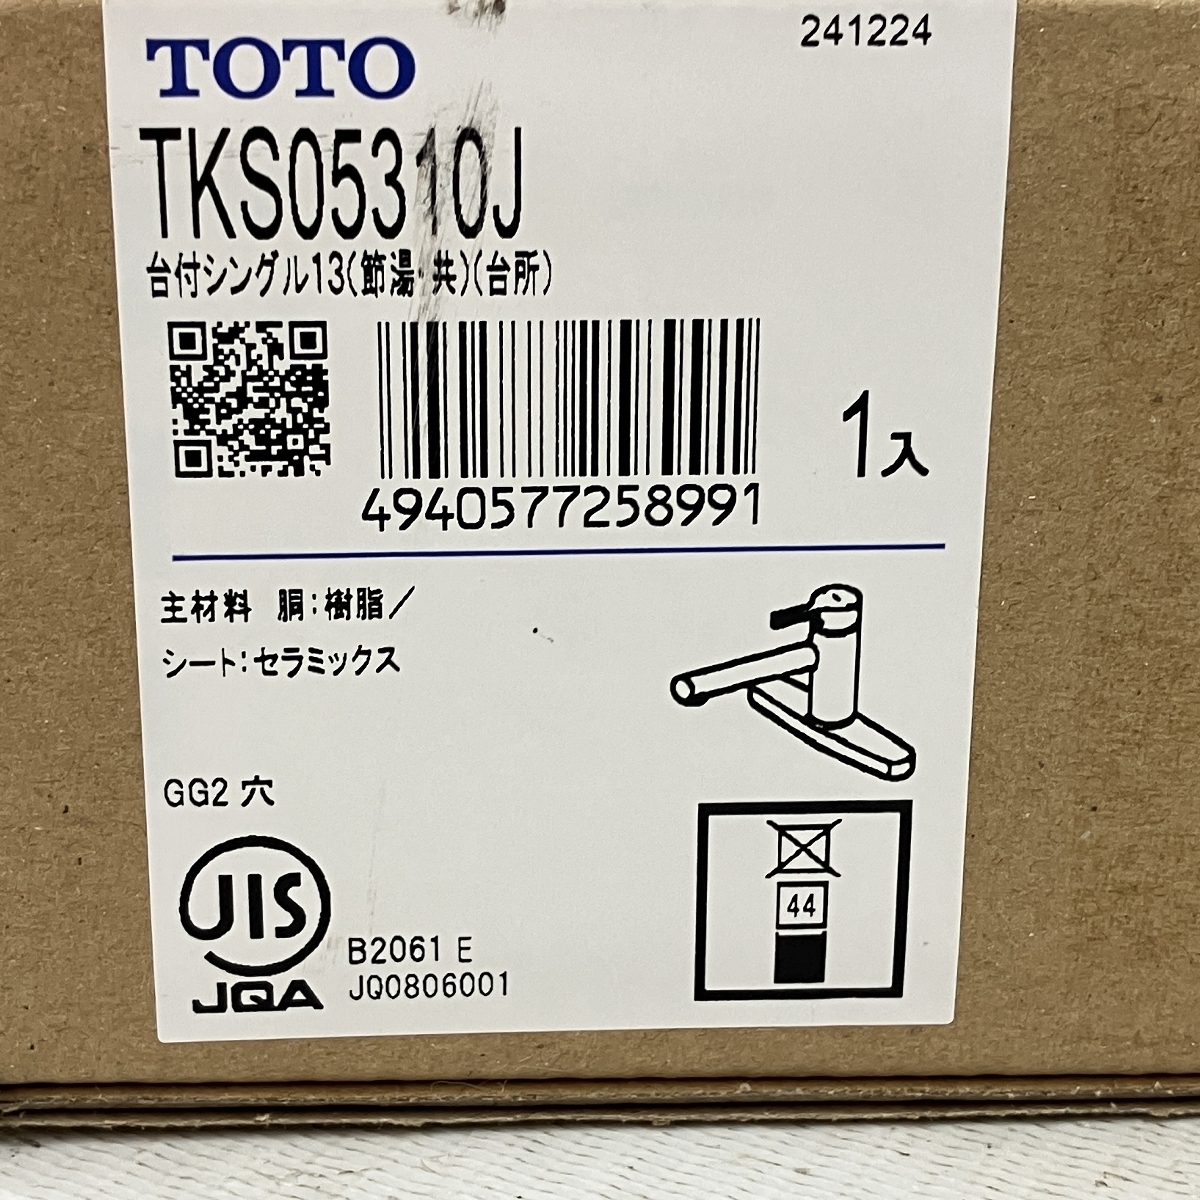 241224
TOTO
TKS05310J
台付シングル13(節湯・共)(台所)
4940577258991
1入
主材料 胴:樹脂/
シート:セラミックス
GG2 穴
JIS
JQA
B2061 E
JQ0806001
44